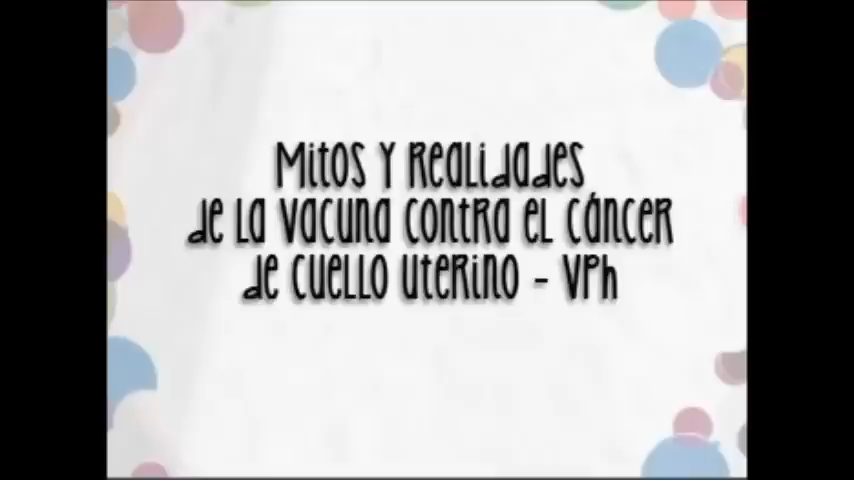 Mitos y Realidades
de la vacuna contra el cáncer
de cuello uterino - VPh